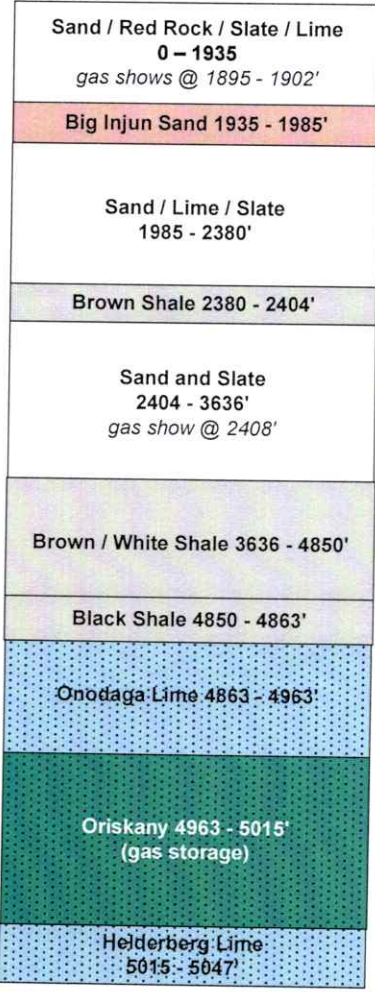 Sand / Red Rock / Slate / Lime
0 – 1935
gas shows @ 1895 - 1902'
Big Injun Sand 1935 - 1985'
Sand / Lime / Slate
1985 - 2380'
Brown Shale 2380 - 2404'
Sand and Slate
2404 - 3636'
gas show @ 2408'
Brown / White Shale 3636 - 4850'
Black Shale 4850 - 4863'
Onodaga Lime 4863 - 4963'
Oriskany 4963 - 5015'
(gas storage)
Helderberg Lime
5015 - 5047'